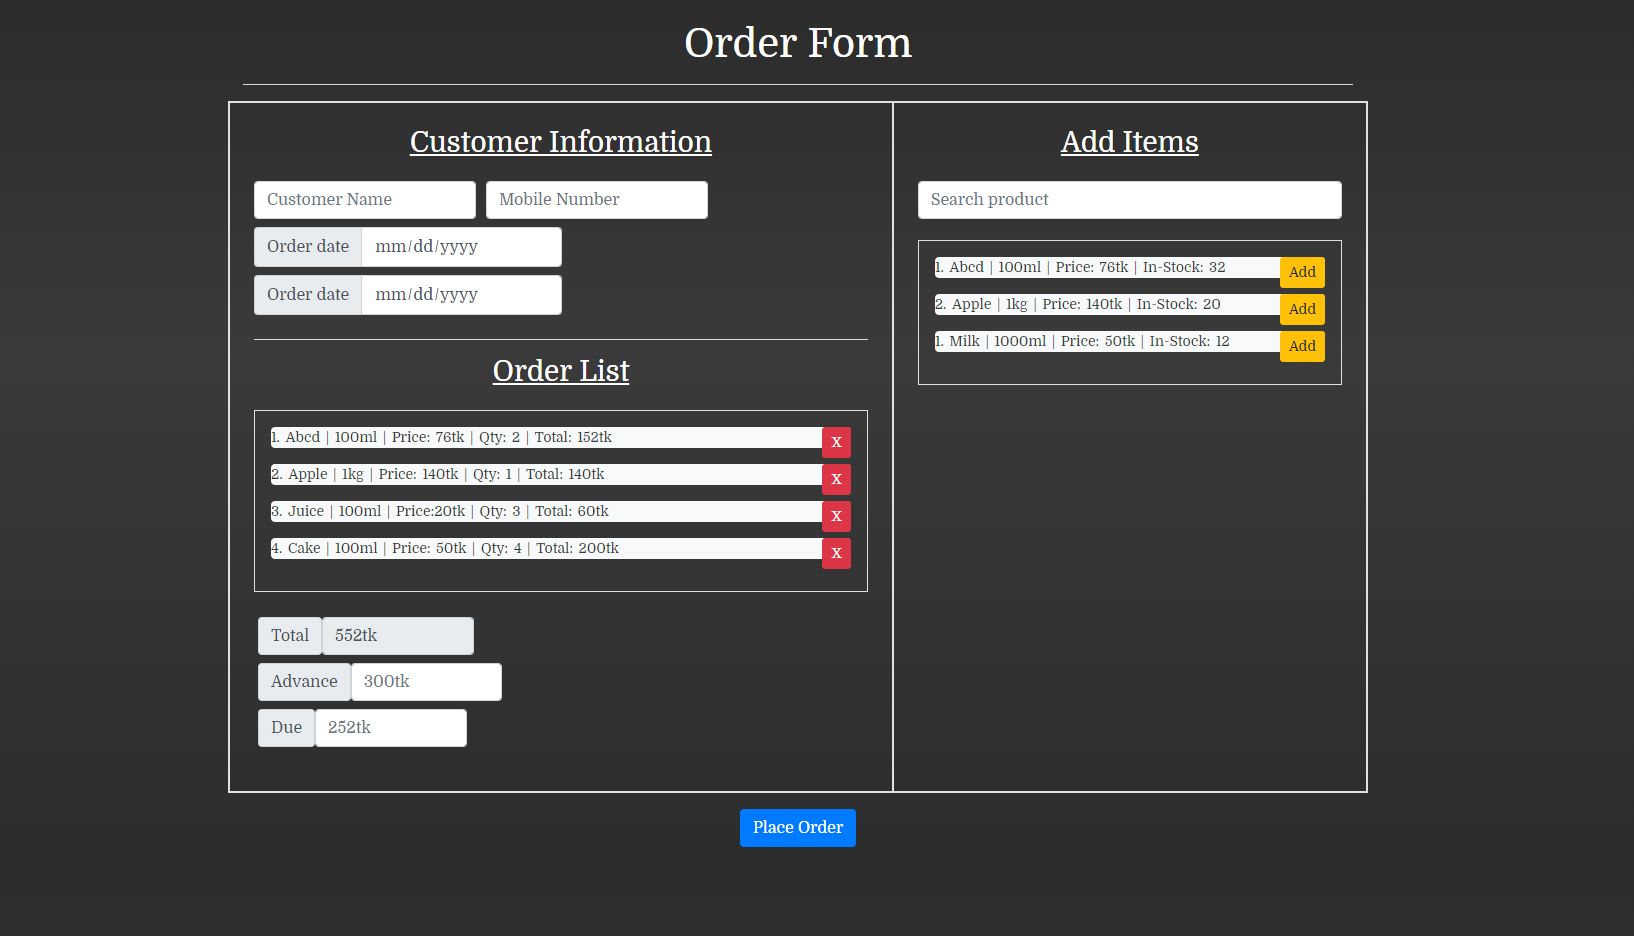 Order Form
Customer Information
Customer Name
Mobile Number
Order date
mm/dd/yyyy
Order date
mm/dd/yyyy
Order List
1. Abcd | 100ml | Price: 76tk | Qty: 2 | Total: 152tk
X
2. Apple | 1kg | Price: 140tk | Qty: 1 | Total: 140tk
X
3. Juice | 100ml | Price:20tk | Qty: 3 | Total: 60tk
X
4. Cake | 100ml | Price: 50tk | Qty: 4 | Total: 200tk
X
Total
552tk
Advance
300tk
Due
252tk
Add Items
Search product
1. Abcd | 100ml | Price: 76tk | In-Stock: 32
Add
2. Apple | 1kg | Price: 140tk | In-Stock: 20
Add
1. Milk | 1000ml | Price: 50tk | In-Stock: 12
Add
Place Order